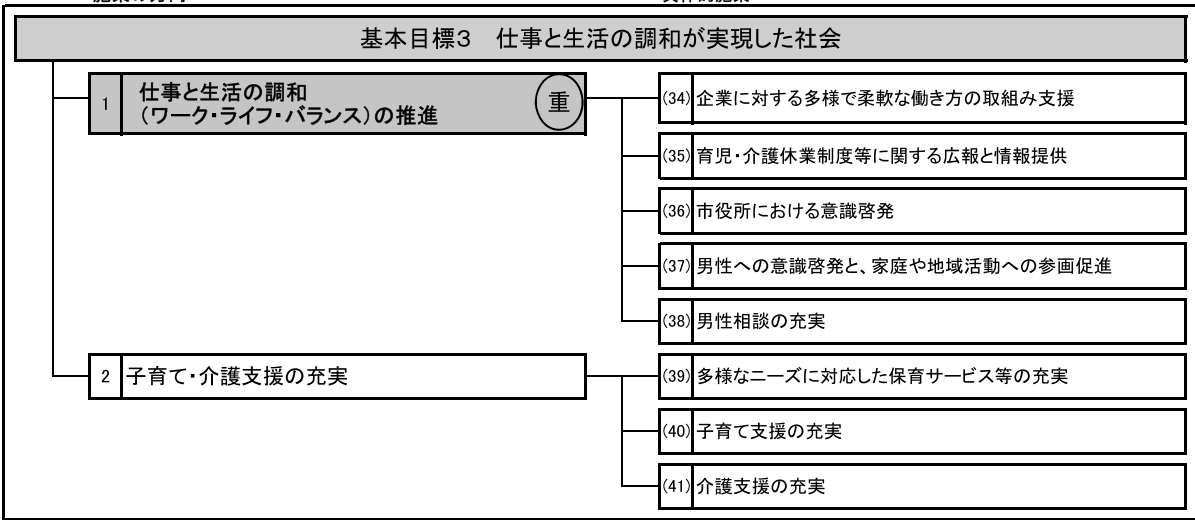 基本目標3　仕事と生活の調和が実現した社会
1
仕事と生活の調和
(ワーク・ライフ・バランス)の推進
重
(34) 企業に対する多様で柔軟な働き方の取組み支援
(35) 育児・介護休業制度等に関する広報と情報提供
(36) 市役所における意識啓発
(37) 男性への意識啓発と、家庭や地域活動への参画促進
(38) 男性相談の充実
2 子育て・介護支援の充実
(39) 多様なニーズに対応した保育サービス等の充実
(40) 子育て支援の充実
(41) 介護支援の充実